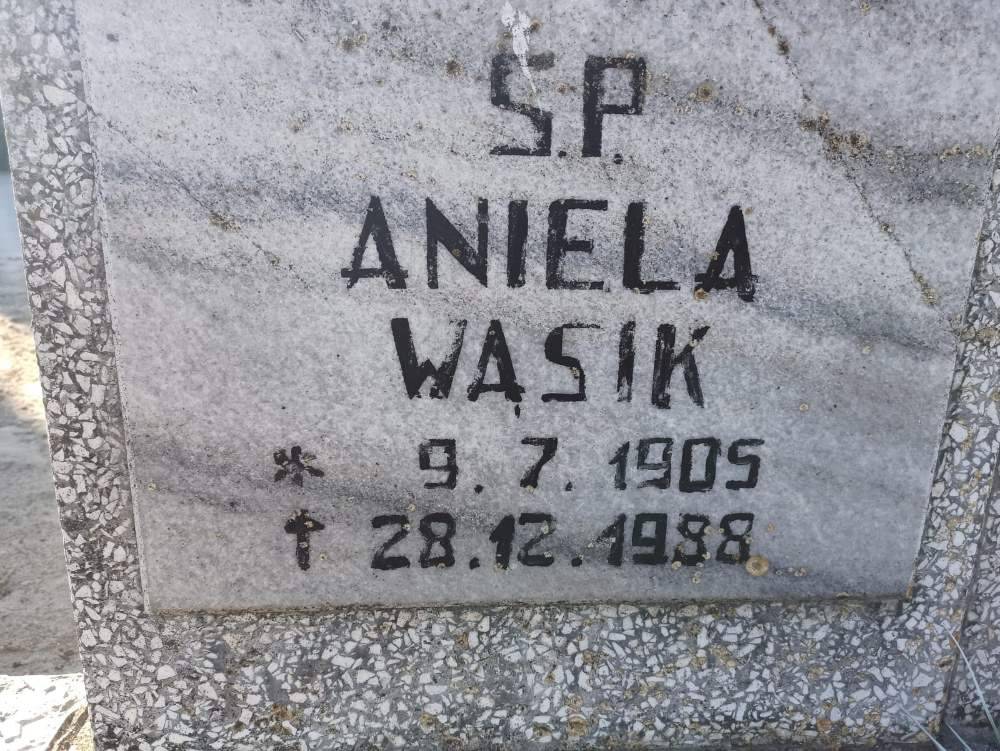 Ś.P.
ANIELA
WĄSIK
* 9.7.1905
† 28.12.1988